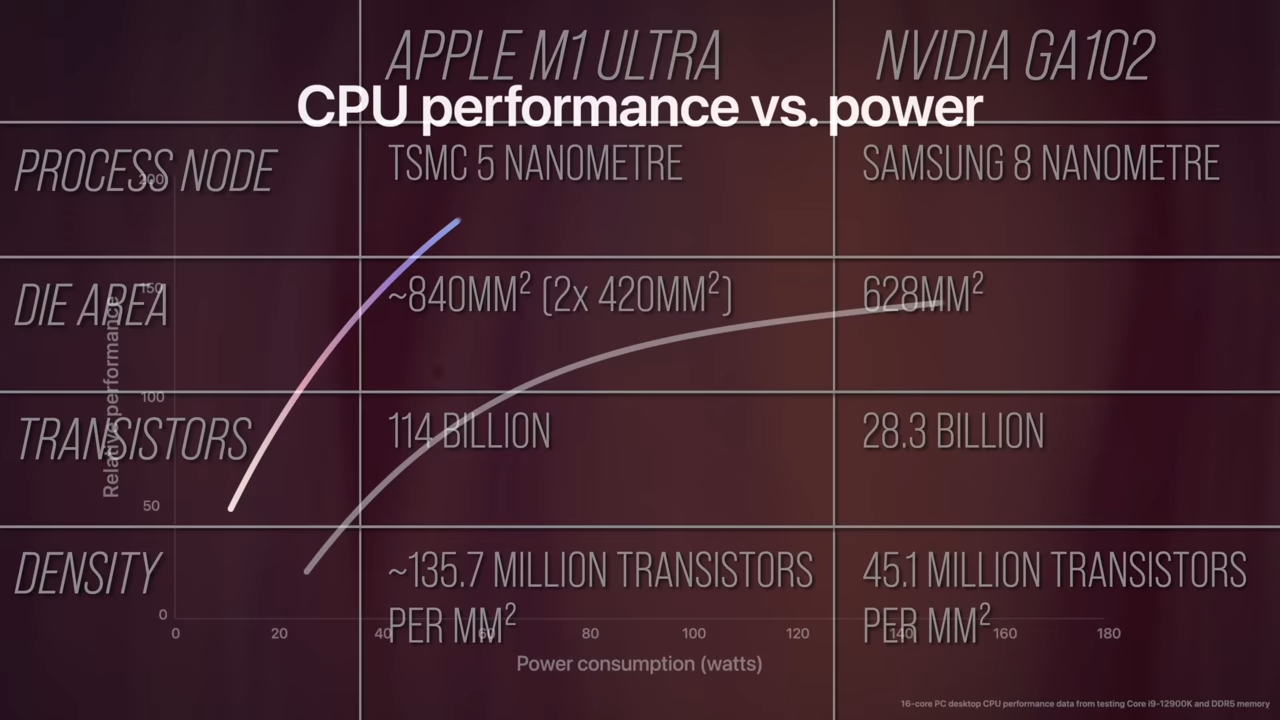 APPLE M1 ULTRA
NVIDIA GA102
CPU performance vs. power
PROCESS NODE
TSMC 5 NANOMETRE
SAMSUNG 8 NANOMETRE
200
DIE AREA
~840MM² (2x 420MM²)
628MM²
150
Relative performance
100
TRANSISTORS
114 BILLION
28.3 BILLION
50
DENSITY
~135.7 MILLION TRANSISTORS
PER MM²
45.1 MILLION TRANSISTORS
PER MM²
0
0 20 40 60 80 100 120 140 160 180
Power consumption (watts)
16-core PC desktop CPU performance data from testing Core i9-12900K and DDR5 memory